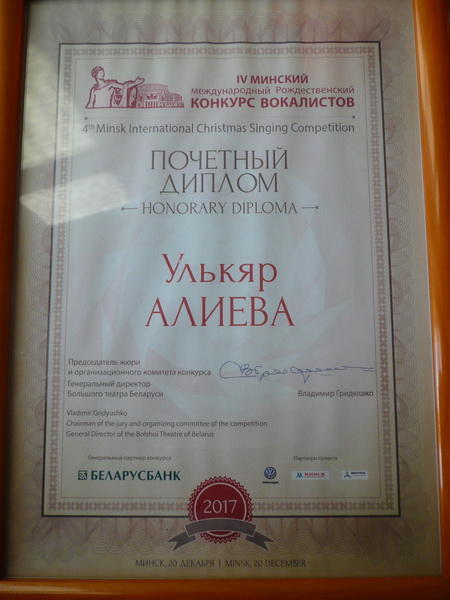 IV МИНСКИЙ
международный Рождественский
КОНКУРС ВОКАЛИСТОВ
4th Minsk International Christmas Singing Competition
ПОЧЕТНЫЙ
ДИПЛОМ
HONORARY DIPLOMA
Улькяр
АЛИЕВА
Председатель жюри
и организационного комитета конкурса
Генеральный директор
Большого театра Беларуси
Владимир Гридюшко
Vladimir Gridyushko
Chairman of the jury and organizing committee of the competition
General Director of the Bolshoi Theatre of Belarus
Генеральный партнер конкурса
Партнеры проекта
БЕЛАРУСБАНК
Volkswagen
МИНСК
2017
МИНСК, 20 ДЕКАБРЯ | MINSK, 20 DECEMBER